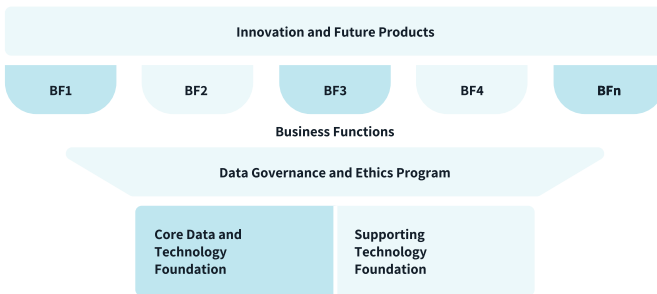 Innovation and Future Products
BF1
BF2
BF3
BF4
BFn
Business Functions
Data Governance and Ethics Program
Core Data and
Technology
Foundation
Supporting
Technology
Foundation